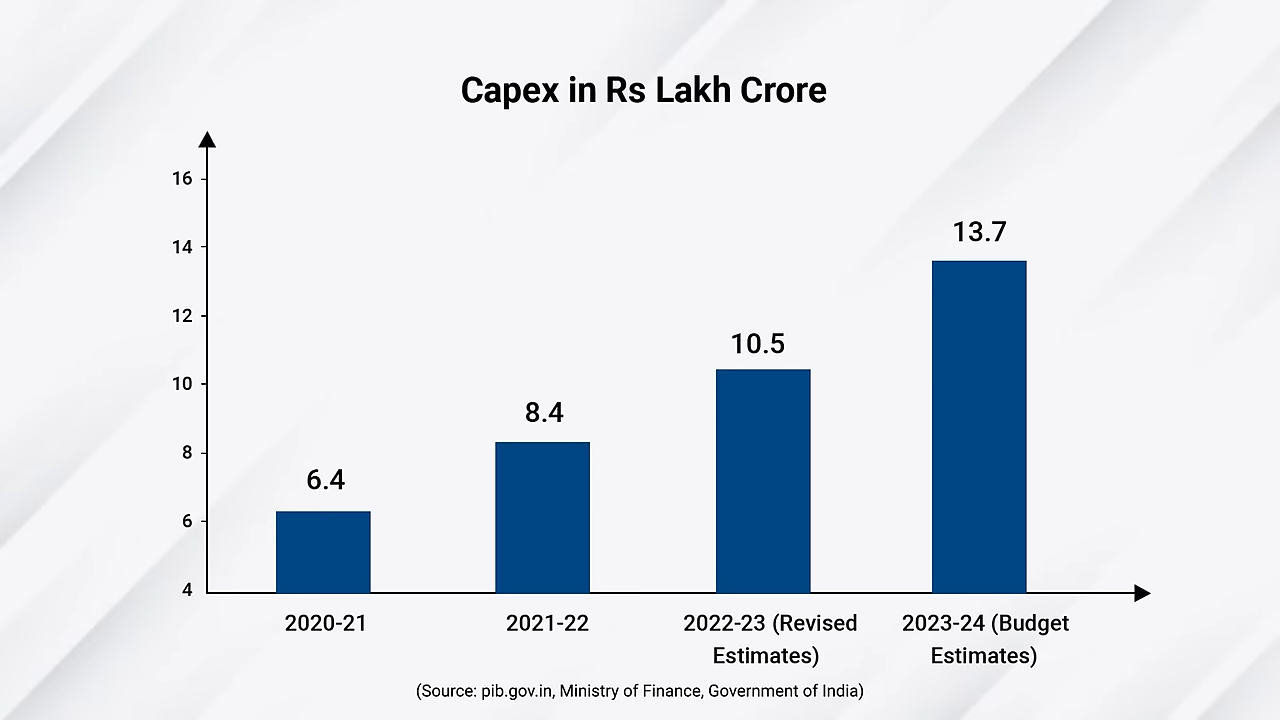 Capex in Rs Lakh Crore
16
14
12
10
8
6
4
6.4
8.4
10.5
13.7
2020-21
2021-22
2022-23 (Revised
Estimates)
2023-24 (Budget
Estimates)
(Source: pib.gov.in, Ministry of Finance, Government of India)